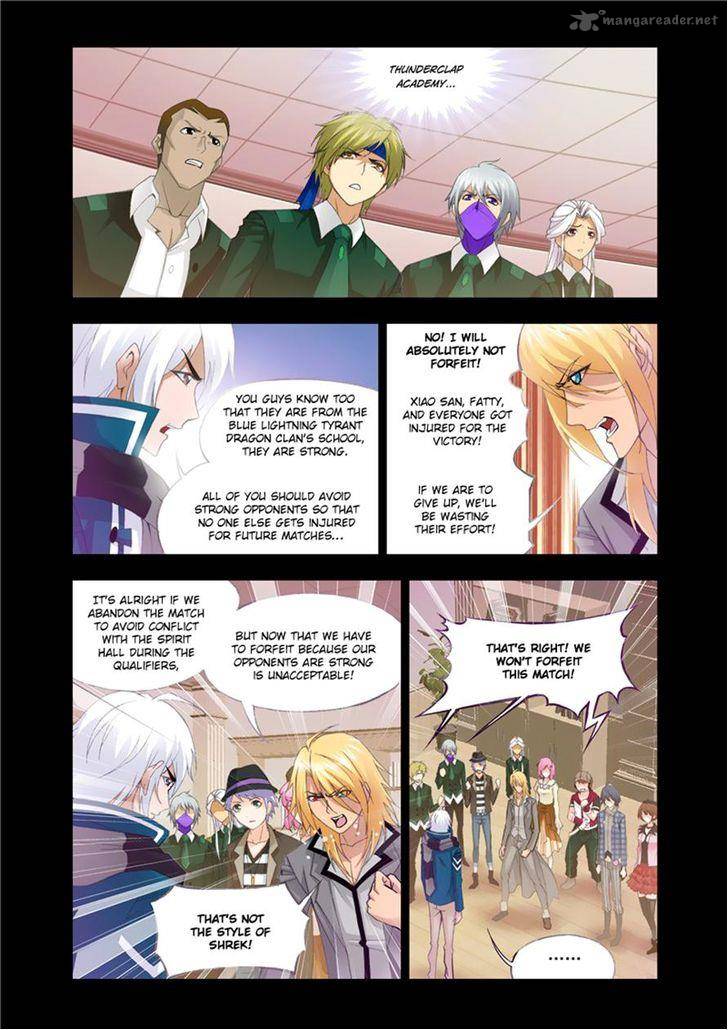 mangareader.net
THUNDERCLAP
ACADEMY...
YOU GUYS KNOW TOO
THAT THEY ARE FROM THE
BLUE LIGHTNING TYRANT
DRAGON CLAN'S SCHOOL,
THEY ARE STRONG.
ALL OF YOU SHOULD AVOID
STRONG OPPONENTS SO THAT
NO ONE ELSE GETS INJURED
FOR FUTURE MATCHES...
NO! I WILL
ABSOLUTELY NOT
FORFEIT!
XIAO SAN, FATTY,
AND EVERYONE GOT
INJURED FOR THE
VICTORY!
IF WE ARE TO
GIVE UP, WE'LL
BE WASTING
THEIR EFFORT!
IT'S ALRIGHT IF WE
ABANDON THE MATCH
TO AVOID CONFLICT
WITH THE SPIRIT
HALL DURING THE
QUALIFIERS,
BUT NOW THAT WE HAVE
TO FORFEIT BECAUSE OUR
OPPONENTS ARE STRONG
IS UNACCEPTABLE!
THAT'S NOT
THE STYLE OF
SHREK!
THAT'S RIGHT! WE
WON'T FORFEIT
THIS MATCH!
......